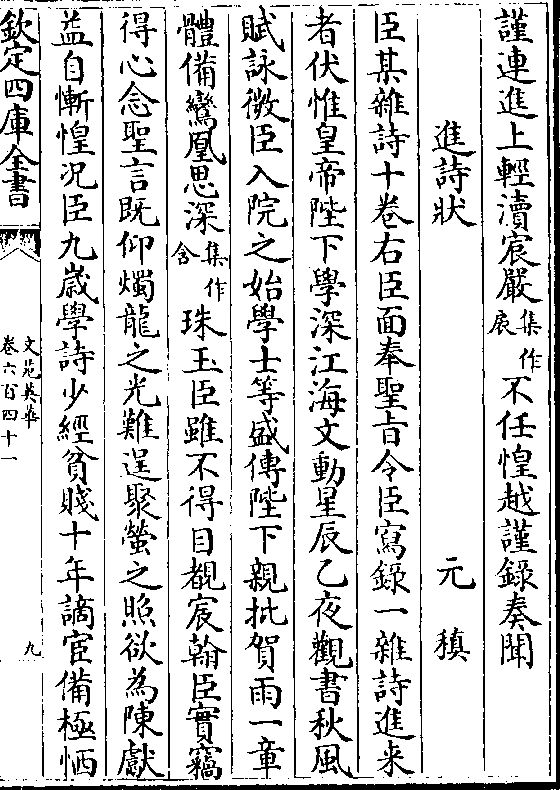 謹連進上輕瀆宸嚴集作扆不任惶越謹錄奏聞
進詩狀 元稹
臣某雜詩十卷右臣面奉聖旨令臣寫錄一雜詩進来
者伏惟皇帝陛下學深江海文動星辰乙夜觀書秋風
賦詠微臣入院之始學士等盛傳陛下親批賀雨一章
體備鸞凰思深集作含珠玉臣雖不得目覩宸翰臣實竊
得心念聖言既仰燭龍之光難逞聚螢之照欲為陳獻
益自慚惶况臣九歲學詩少經貧賤十年謫宦備極恓
欽定四庫全書
文苑英華
卷六百四十一
九